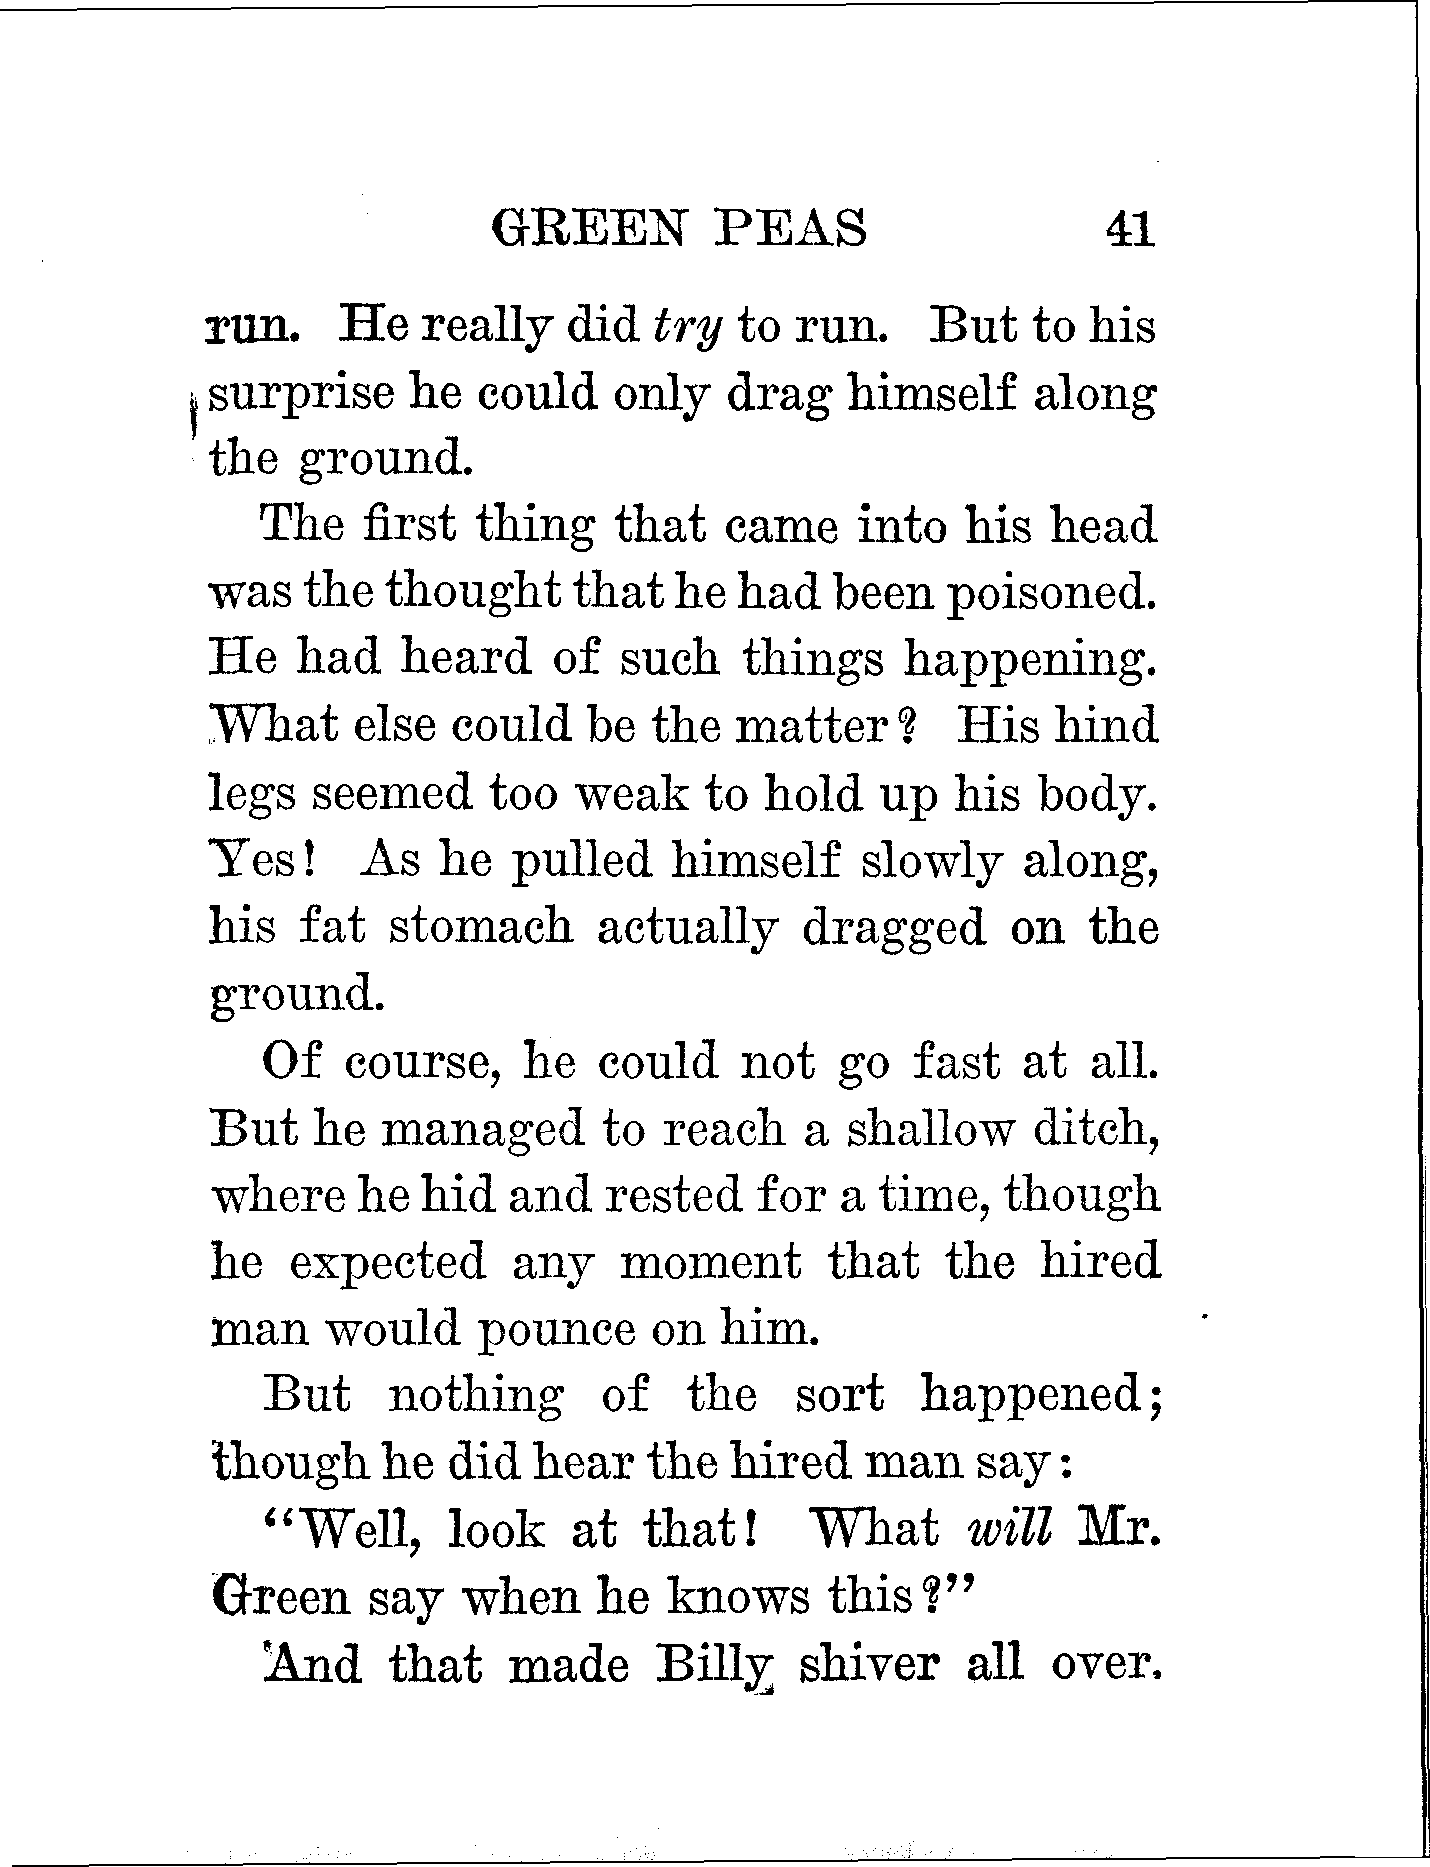 GREEN PEAS 41
run. He really did try to run. But to his
surprise he could only drag himself along
the ground.
The first thing that came into his head
was the thought that he had been poisoned.
He had heard of such things happening.
What else could be the matter? His hind
legs seemed too weak to hold up his body.
Yes! As he pulled himself slowly along,
his fat stomach actually dragged on the
ground.
Of course, he could not go fast at all.
But he managed to reach a shallow ditch,
where he hid and rested for a time, though
he expected any moment that the hired
man would pounce on him.
But nothing of the sort happened;
though he did hear the hired man say:
“Well, look at that! What will Mr.
Green say when he knows this?”
And that made Billy shiver all over.